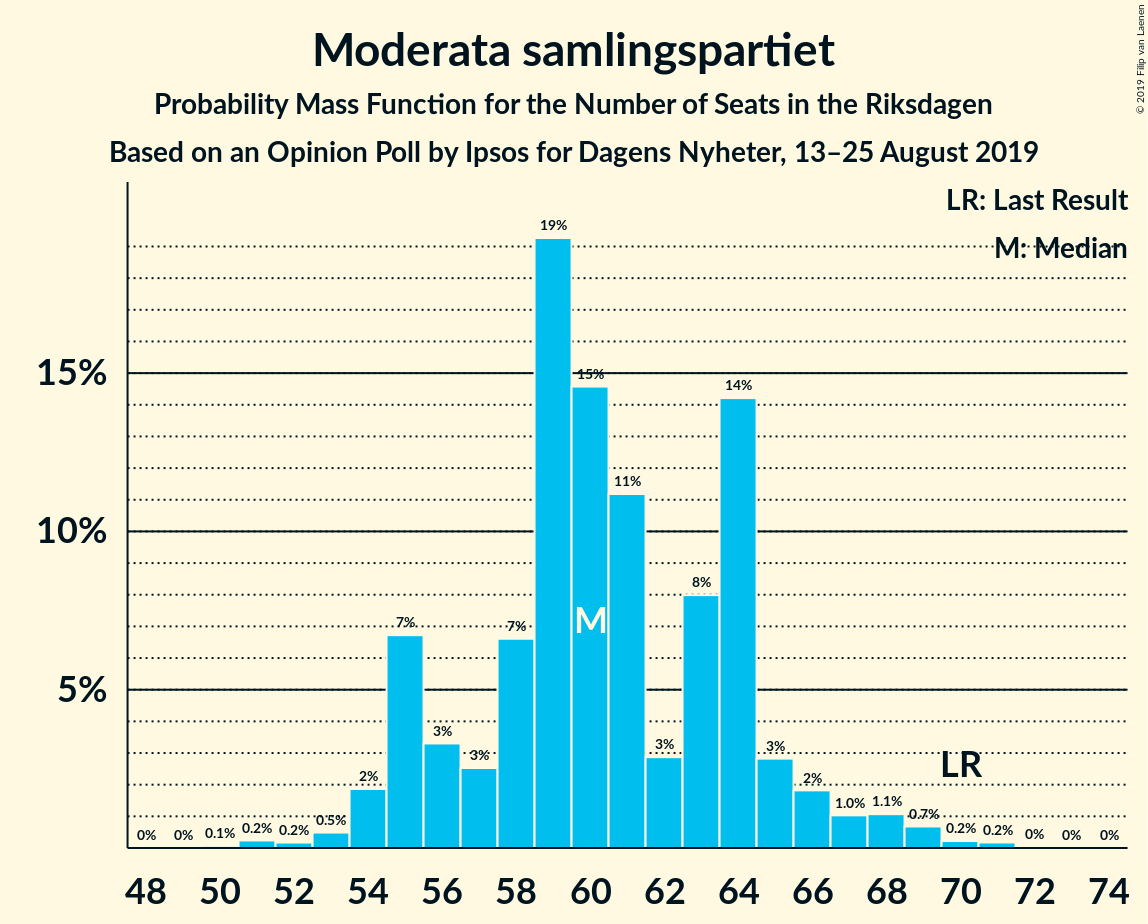 Moderata samlingspartiet
Probability Mass Function for the Number of Seats in the Riksdagen
Based on an Opinion Poll by Ipsos for Dagens Nyheter, 13–25 August 2019
© 2019 Filip van Laenen
LR: Last Result
M: Median
15%
10%
5%
0% 0% 0.1% 0.2% 0.2% 0.5% 2% 7% 3% 3% 7% 19% 15% 11% 3% 8% 14% 3% 2% 1.0% 1.1% 0.7% 0.2% 0.2% 0% 0% 0%
M
LR
48 50 52 54 56 58 60 62 64 66 68 70 72 74